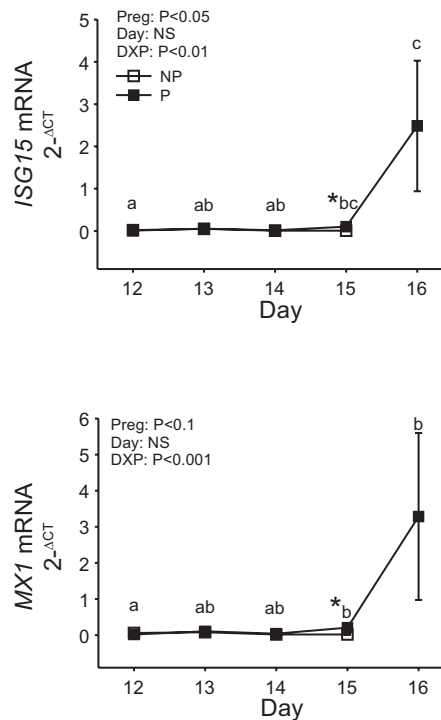 Preg: P<0.05
Day: NS
DXP: P<0.01
NP
P
ISG15 mRNA
2-ΔCT
5
4
3
2
1
0
a
ab
ab
*bc
c
12 13 14 15 16
Day
Preg: P<0.1
Day: NS
DXP: P<0.001
MX1 mRNA
2-ΔCT
6
5
4
3
2
1
0
a
ab
ab
*b
b
12 13 14 15 16
Day